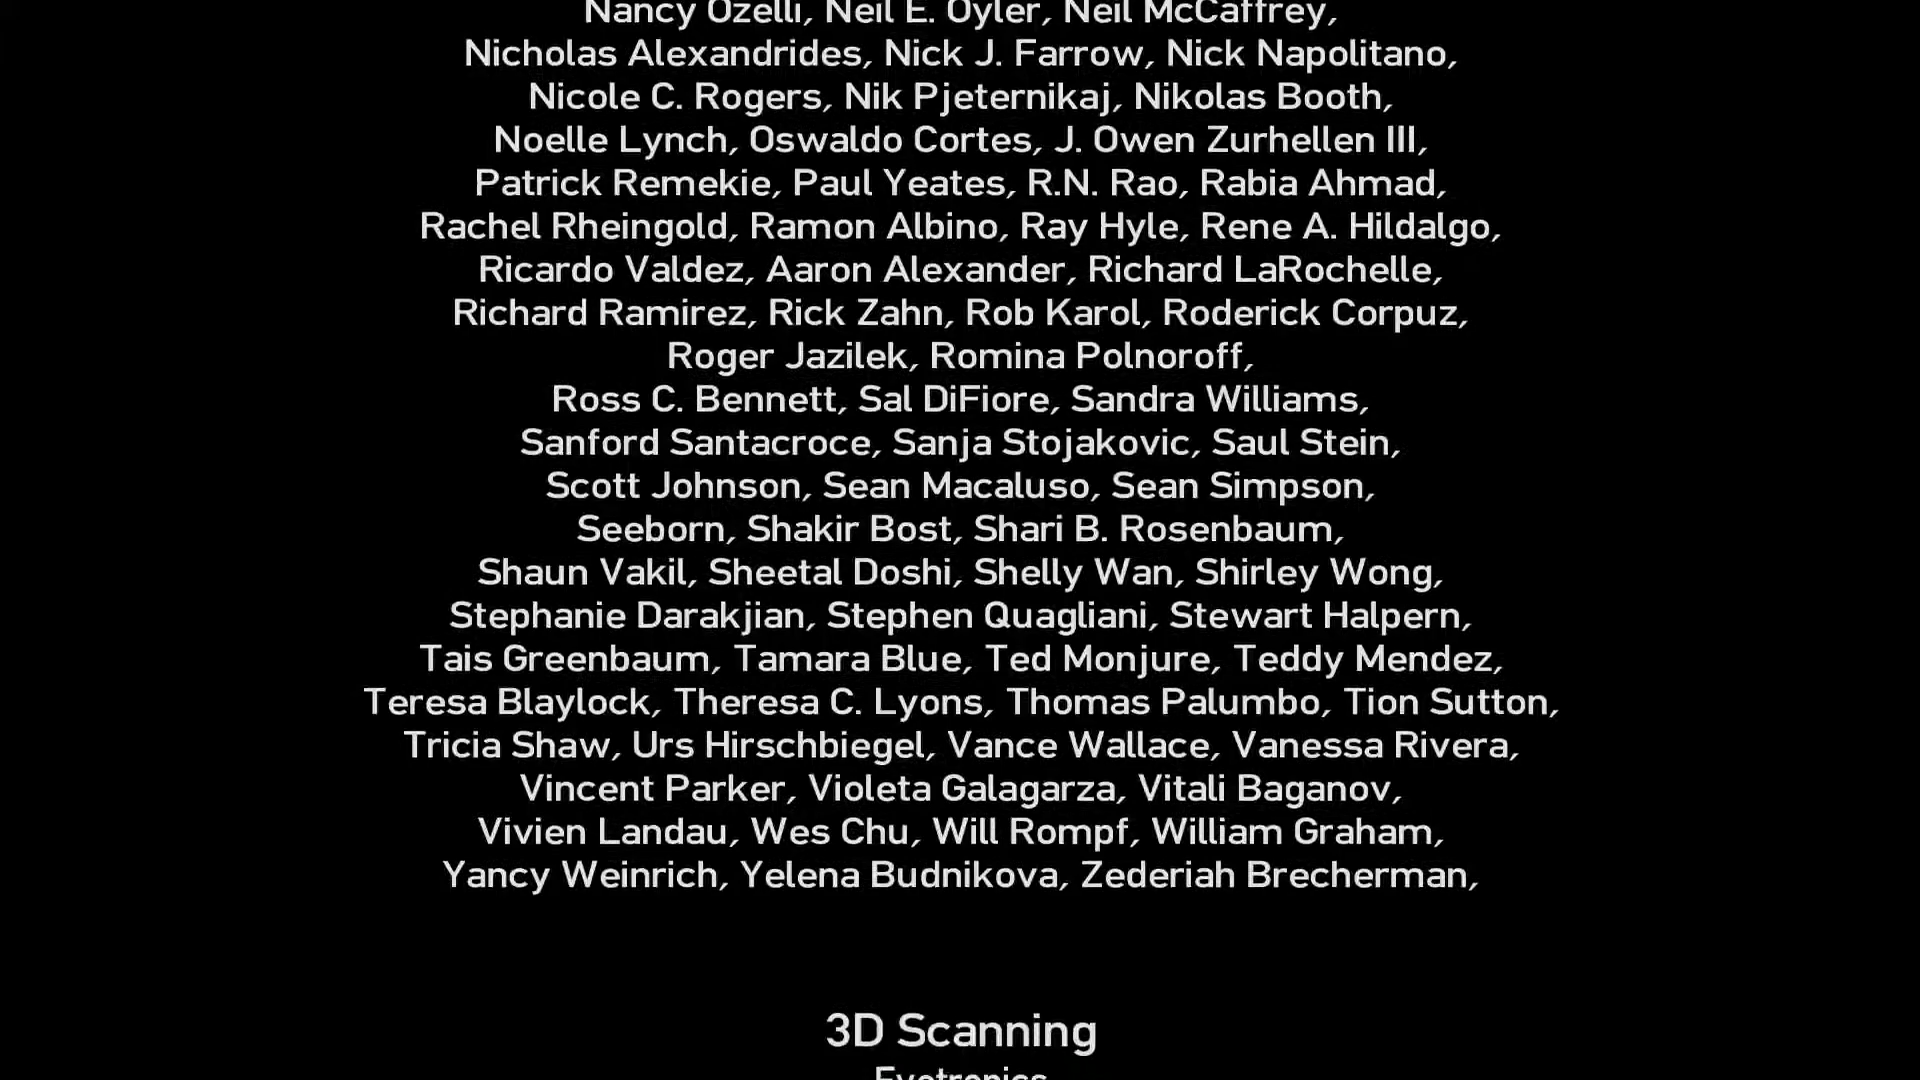 Nancy Ozelli, Neil E. Oyler, Neil McCaffrey,
Nicholas Alexandrides, Nick J. Farrow, Nick Napolitano,
Nicole C. Rogers, Nik Pjeternikaj, Nikolas Booth,
Noelle Lynch, Oswaldo Cortes, J. Owen Zurhellen III,
Patrick Remekie, Paul Yeates, R.N. Rao, Rabia Ahmad,
Rachel Rheingold, Ramon Albino, Ray Hyle, Rene A. Hildalgo,
Ricardo Valdez, Aaron Alexander, Richard LaRochelle,
Richard Ramirez, Rick Zahn, Rob Karol, Roderick Corpuz,
Roger Jazilek, Romina Polnoroff,
Ross C. Bennett, Sal DiFiore, Sandra Williams,
Sanford Santacroce, Sanja Stojakovic, Saul Stein,
Scott Johnson, Sean Macaluso, Sean Simpson,
Seeborn, Shakir Bost, Shari B. Rosenbaum,
Shaun Vakil, Sheetal Doshi, Shelly Wan, Shirley Wong,
Stephanie Darakjian, Stephen Quagliani, Stewart Halpern,
Tais Greenbaum, Tamara Blue, Ted Monjure, Teddy Mendez,
Teresa Blaylock, Theresa C. Lyons, Thomas Palumbo, Tion Sutton,
Tricia Shaw, Urs Hirschbiegel, Vance Wallace, Vanessa Rivera,
Vincent Parker, Violeta Galagarza, Vitali Baganov,
Vivien Landau, Wes Chu, Will Rompf, William Graham,
Yancy Weinrich, Yelena Budnikova, Zederiah Brecherman,
3D Scanning
Eyetronics